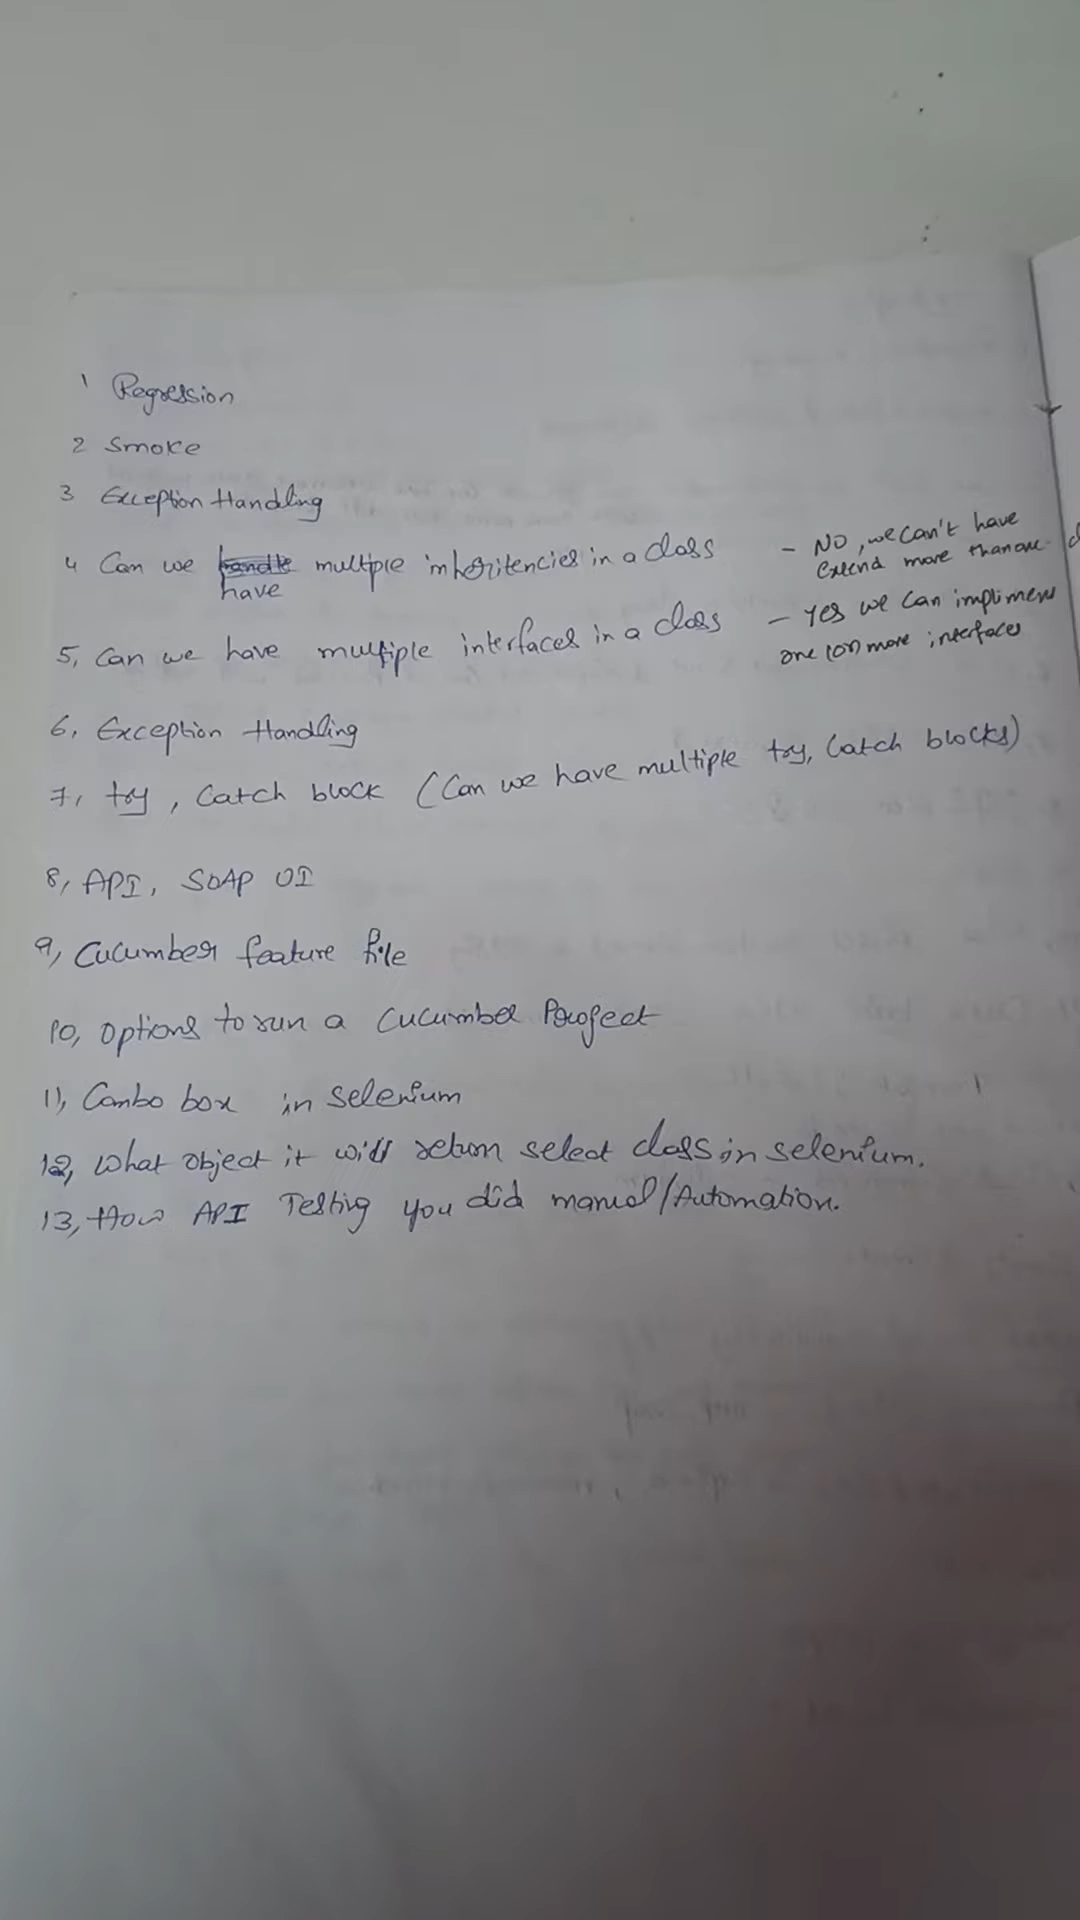 1 Regression
2 Smoke
3 Exception Handling
4 Can we handle multiple inheritencies in a class - NO, we can't have
have extend more than one
5, Can we have multiple interfaces in a class - Yes we can impliment
one (or) more interfaces
6, Exception Handling
7, try, Catch block (Can we have multiple try, Catch blocks)
8, API, SOAP UI
9, Cucumber feature file
10, Options to run a Cucumber Project
11, Combo box in selenium
12, What object it will return select class in selenium.
13, How API Testing you did manual/Automation.